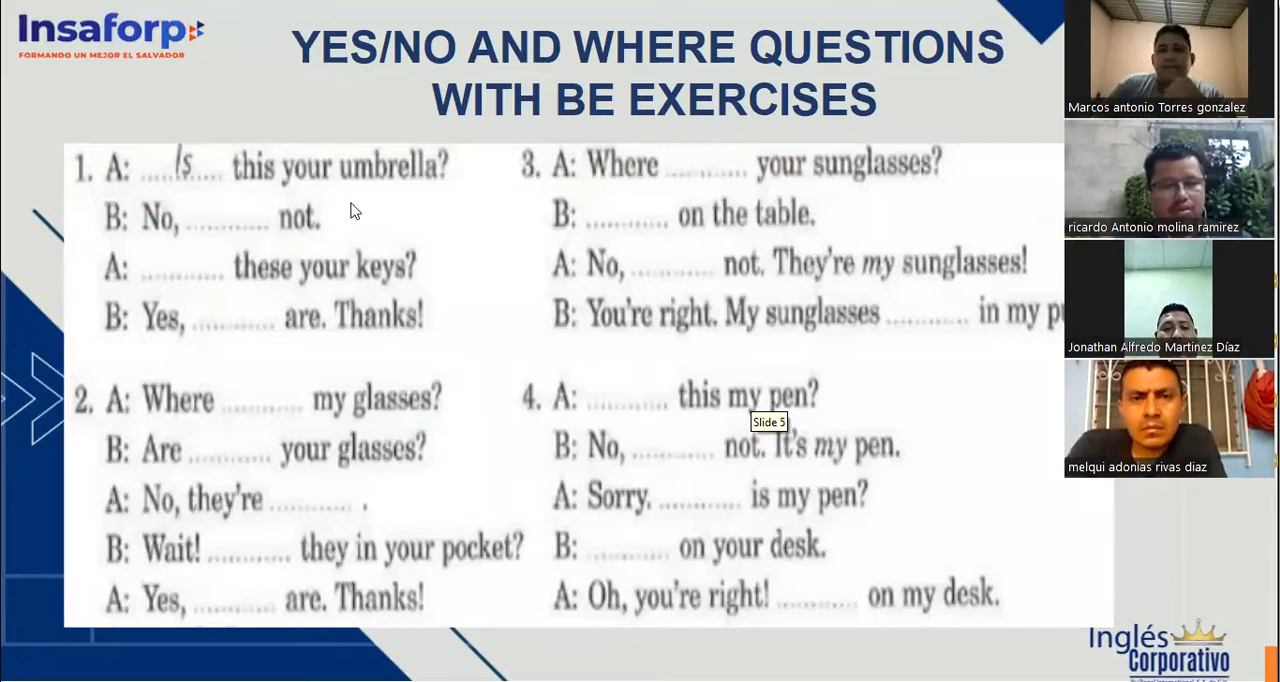 Insaforp
FORMANDO UN MEJOR EL SALVADOR
YES/NO AND WHERE QUESTIONS
WITH BE EXERCISES
1. A: .....Is..... this your umbrella?
B: No, ............ not.
A: ............ these your keys?
B: Yes, ............ are. Thanks!
2. A: Where ............ my glasses?
B: Are ............ your glasses?
A: No, they're ............ .
B: Wait! ............ they in your pocket?
A: Yes, ............ are. Thanks!
3. A: Where ............ your sunglasses?
B: ............ on the table.
A: No, ............ not. They're my sunglasses!
B: You're right. My sunglasses ............ in my
4. A: ............ this my pen?
Slide 5
B: No, ............ not. It's my pen.
A: Sorry. ............ is my pen?
B: ............ on your desk.
A: Oh, you're right! ............ on my desk.
Marcos antonio Torres gonzalez
ricardo Antonio molina ramirez
Jonathan Alfredo Martinez Díaz
melqui adonias rivas diaz
Inglés
Corporativo